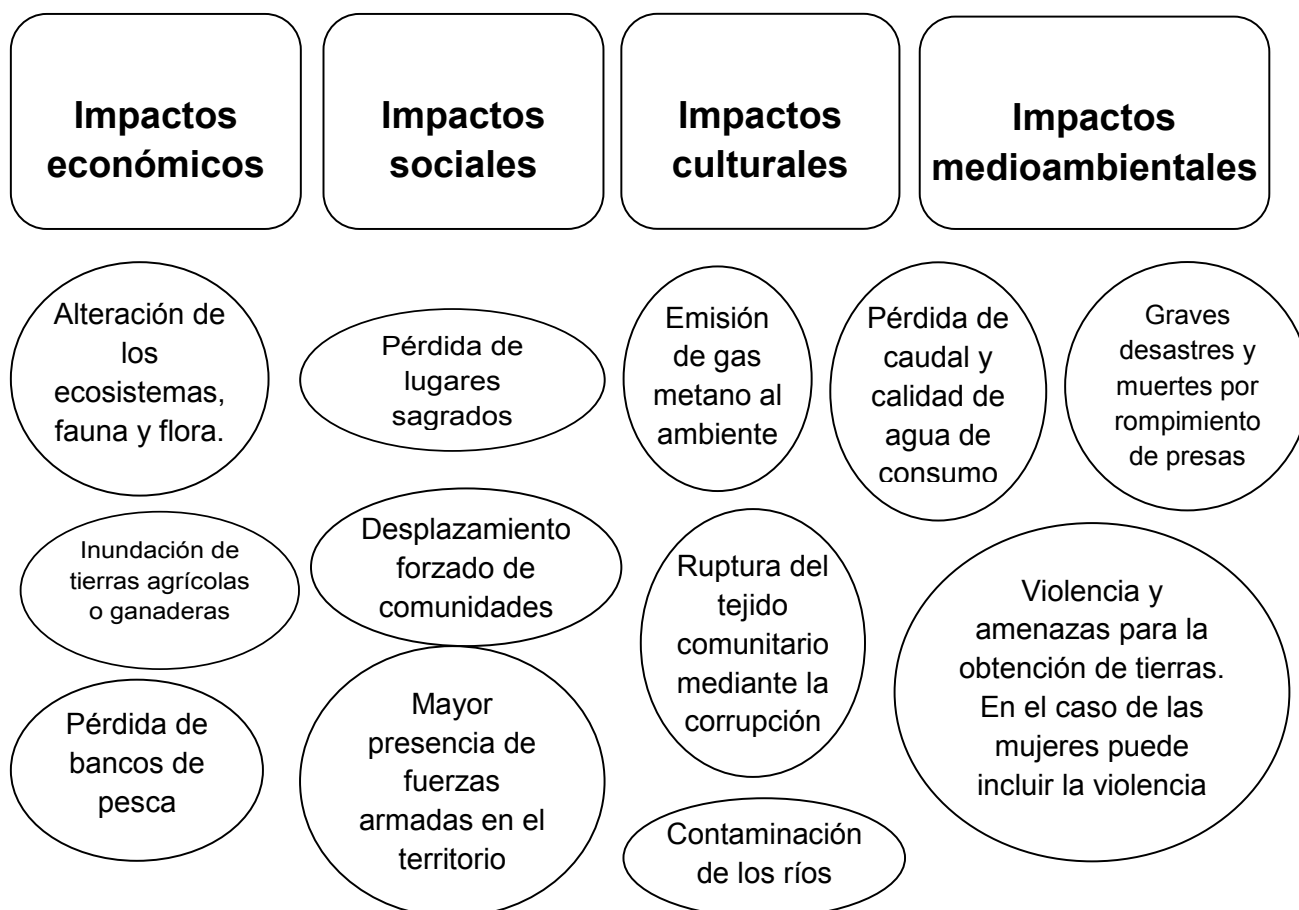 Impactos
económicos
Impactos
sociales
Impactos
culturales
Impactos
medioambientales
Alteración de
los
ecosistemas,
fauna y flora.
Pérdida de
lugares
sagrados
Emisión
de gas
metano al
ambiente
Pérdida de
caudal y
calidad de
agua de
consumo
Graves
desastres y
muertes por
rompimiento
de presas
Inundación de
tierras agrícolas
o ganaderas
Desplazamiento
forzado de
comunidades
Ruptura del
tejido
comunitario
mediante la
corrupción
Violencia y
amenazas para la
obtención de tierras.
En el caso de las
mujeres puede
incluir la violencia
Pérdida de
bancos de
pesca
Mayor
presencia de
fuerzas
armadas en el
territorio
Contaminación
de los ríos